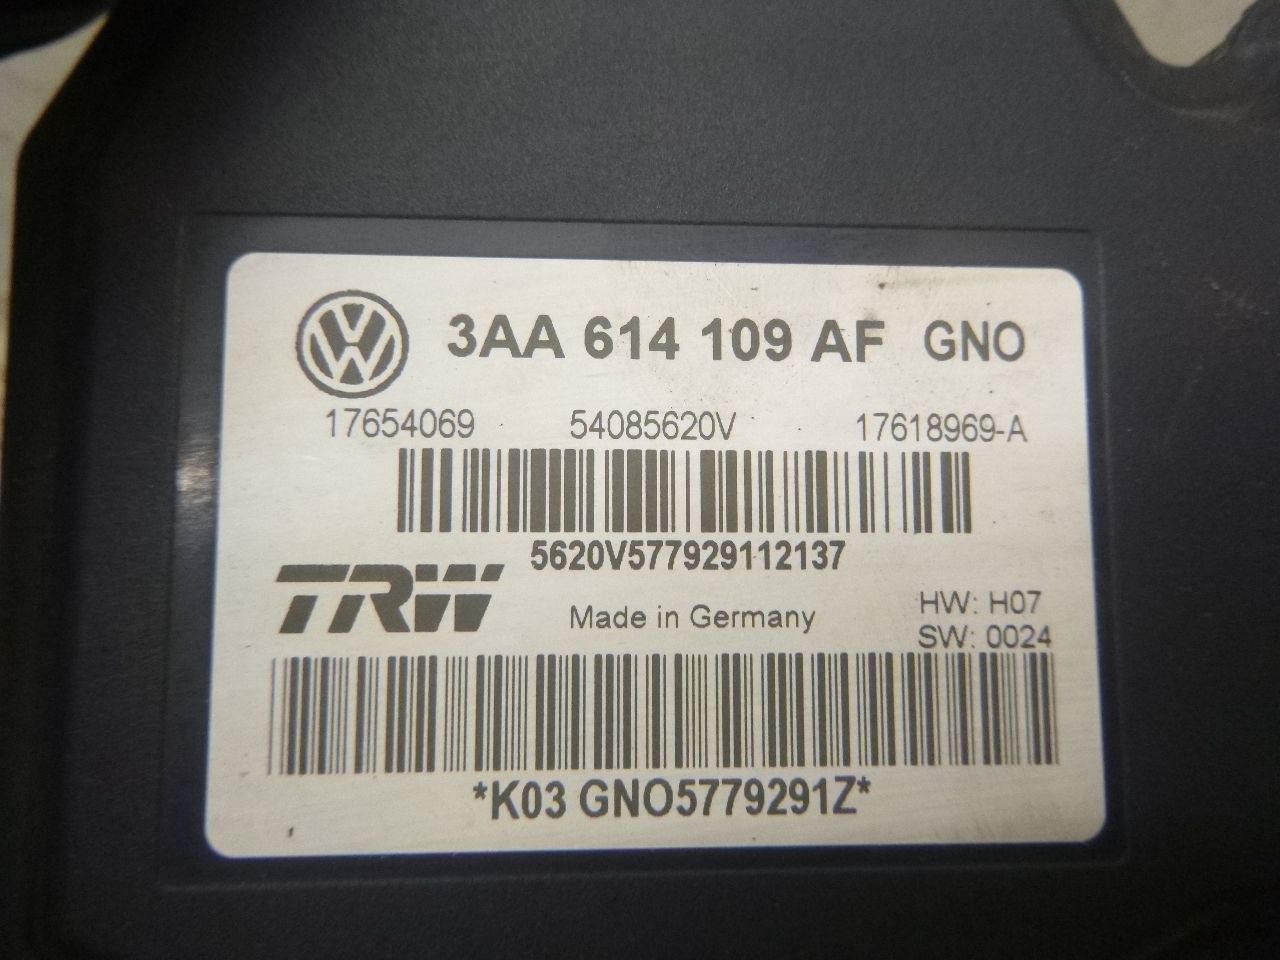 3AA 614 109 AF GNO
17654069 54085620V 17618969-A
5620V577929112137
TRW Made in Germany HW: H07
SW: 0024
*K03 GNO5779291Z*